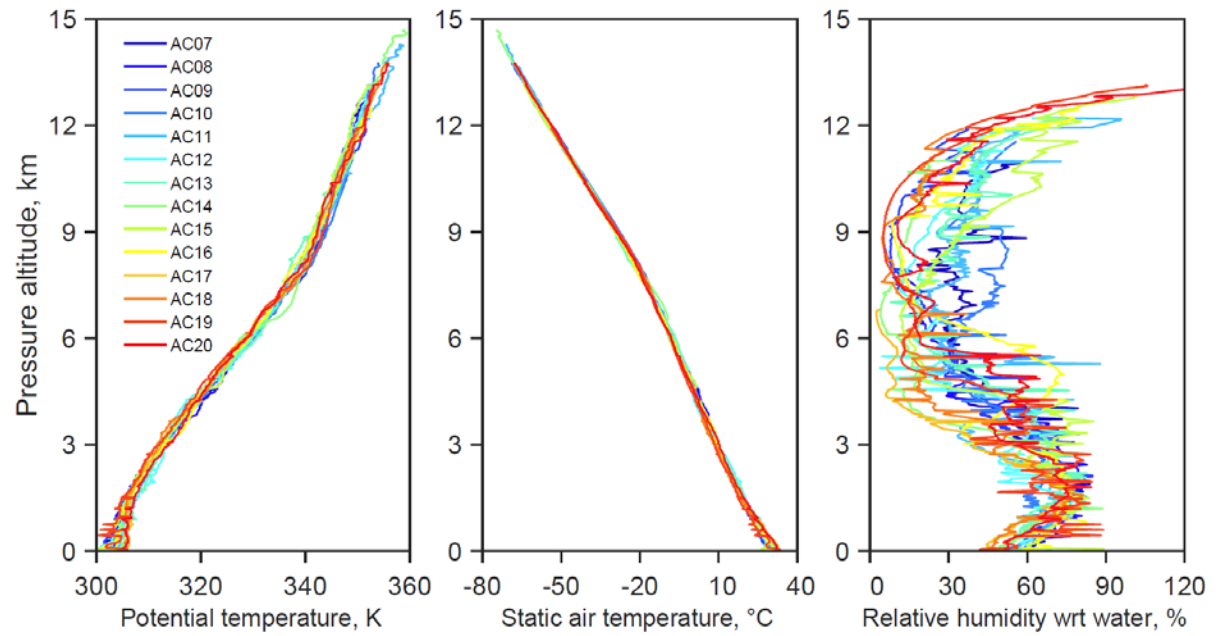 Pressure altitude, km
15
12
9
6
3
0
AC07
AC08
AC09
AC10
AC11
AC12
AC13
AC14
AC15
AC16
AC17
AC18
AC19
AC20
300 320 340 360
Potential temperature, K
15
12
9
6
3
0
-80 -50 -20 10 40
Static air temperature, °C
15
12
9
6
3
0
0 30 60 90 120
Relative humidity wrt water, %